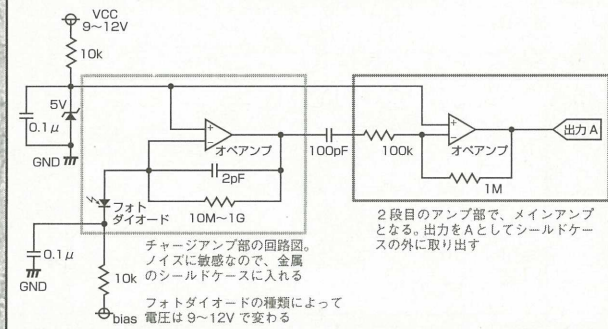 VCC
9〜12V
10k
5V
0.1μ
GND
オペアンプ
2pF
10M〜1G
フォト
ダイオード
0.1μ
GND
10k
bias
100pF
100k
オペアンプ
1M
出力 A
チャージアンプ部の回路図。
ノイズに敏感なので、金属
のシールドケースに入れる
フォトダイオードの種類によって
電圧は 9〜12V で変わる
2段目のアンプ部で、メインアンプ
となる。出力をAとしてシールドケー
スの外に取り出す